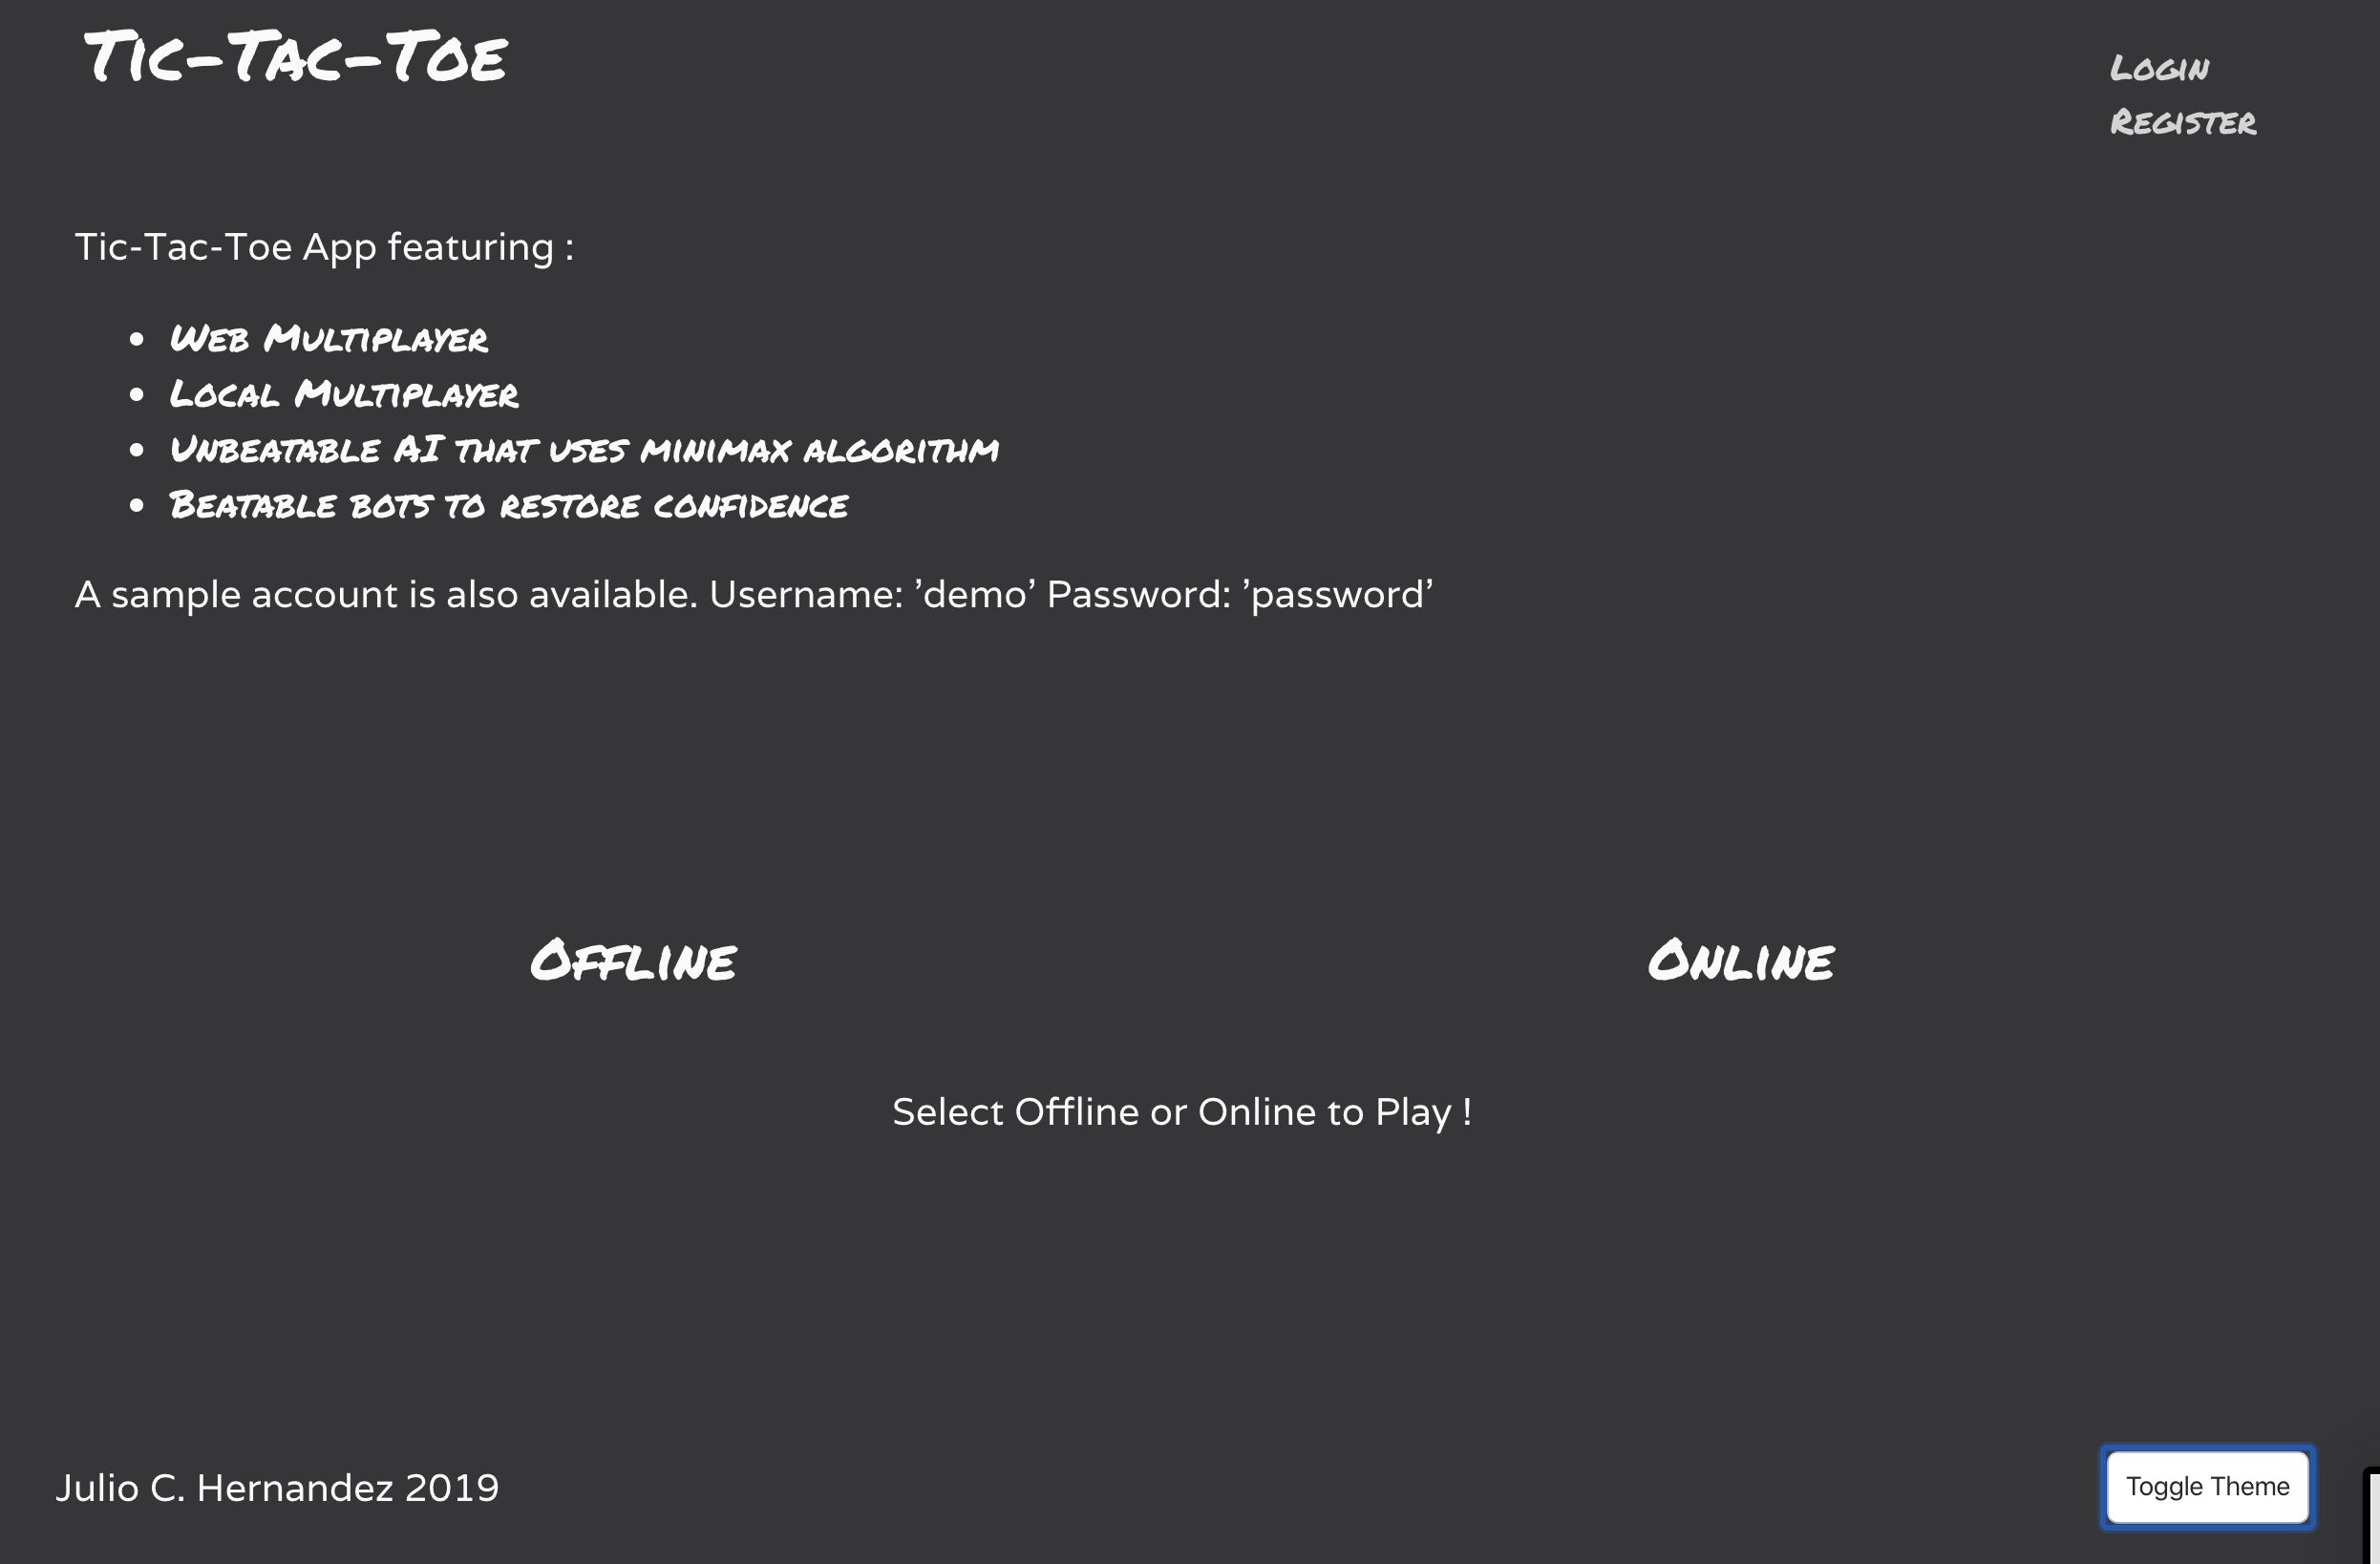 Tic-Tac-Toe
Login
Register
Tic-Tac-Toe App featuring :
• Web Multiplayer
• Local Multiplayer
• Unbeatable AI that uses minimax algorithm
• Beatable bots to restore confidence
A sample account is also available. Username: 'demo' Password: 'password'
Offline
Online
Select Offline or Online to Play !
Julio C. Hernandez 2019
Toggle Theme